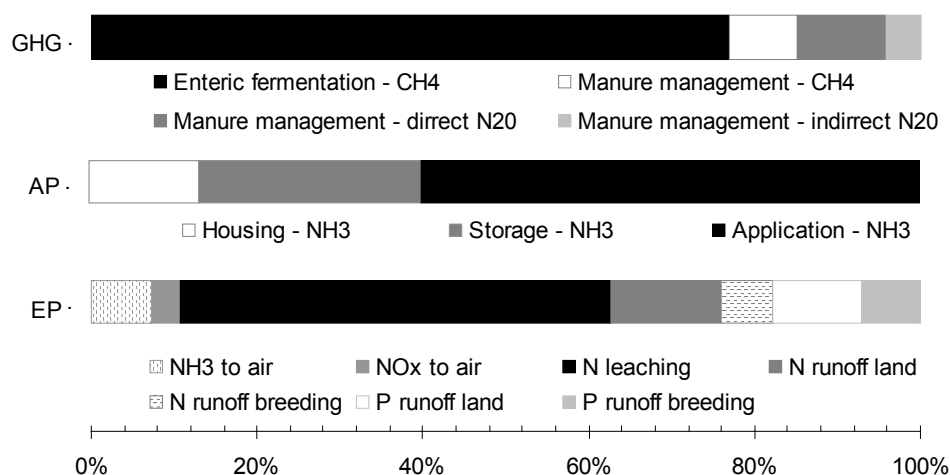 GHG
Enteric fermentation - CH4 Manure management - CH4
Manure management - dirrect N20 Manure management - indirrect N20
AP
Housing - NH3 Storage - NH3 Application - NH3
EP
NH3 to air NOx to air N leaching N runoff land
N runoff breeding P runoff land P runoff breeding
0% 20% 40% 60% 80% 100%